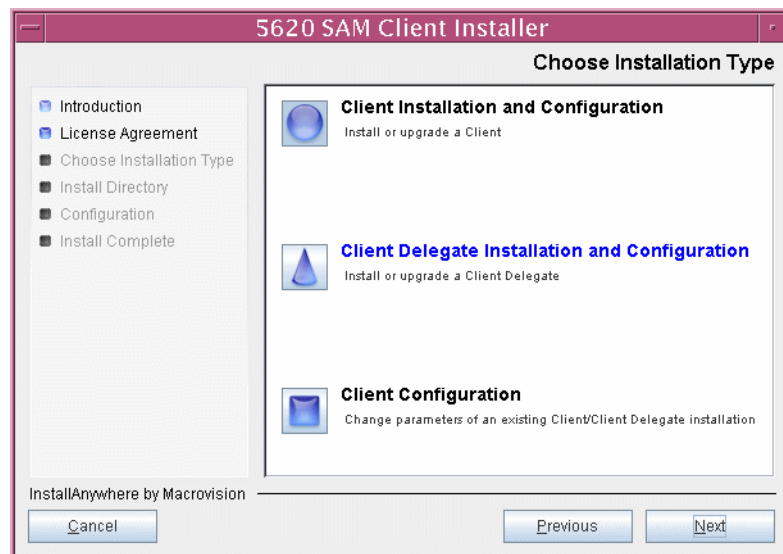 5620 SAM Client Installer
Choose Installation Type
Introduction
License Agreement
Choose Installation Type
Install Directory
Configuration
Install Complete
Client Installation and Configuration
Install or upgrade a Client
Client Delegate Installation and Configuration
Install or upgrade a Client Delegate
Client Configuration
Change parameters of an existing Client/Client Delegate installation
InstallAnywhere by Macrovision
Cancel
Previous
Next